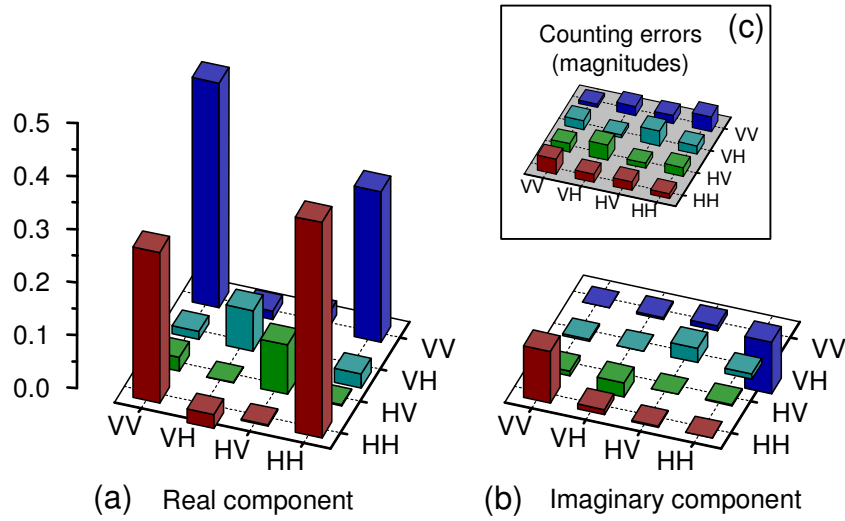 (c)
Counting errors
(magnitudes)
VV
VH
HV
HH
VV
VH
HV
HH
0.5
0.4
0.3
0.2
0.1
0.0
VV
VH
HV
HH
VV
VH
HV
HH
VV
VH
HV
HH
VV
VH
HV
HH
(a) Real component
(b) Imaginary component